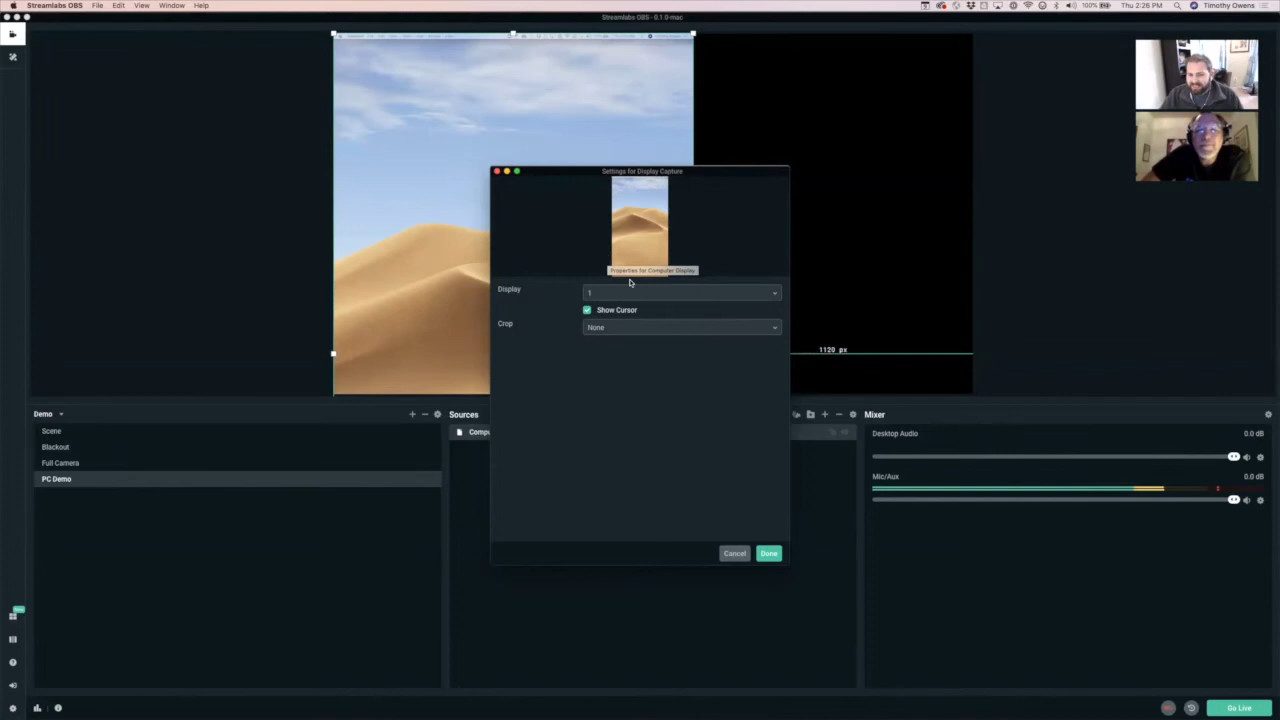 Streamlabs OBS File Edit View Window Help 100% Thu 2:26 PM Timothy Owens
Streamlabs OBS - 0.1.0-mac
Settings for Display Capture
Properties for Computer Display
Display 1
Show Cursor
Crop None
1120 px
Cancel Done
Demo
Scene
Blackout
Full Camera
PC Demo
Sources
Compu
Mixer
Desktop Audio 0.0 dB
Mic/Aux 0.0 dB
Go Live